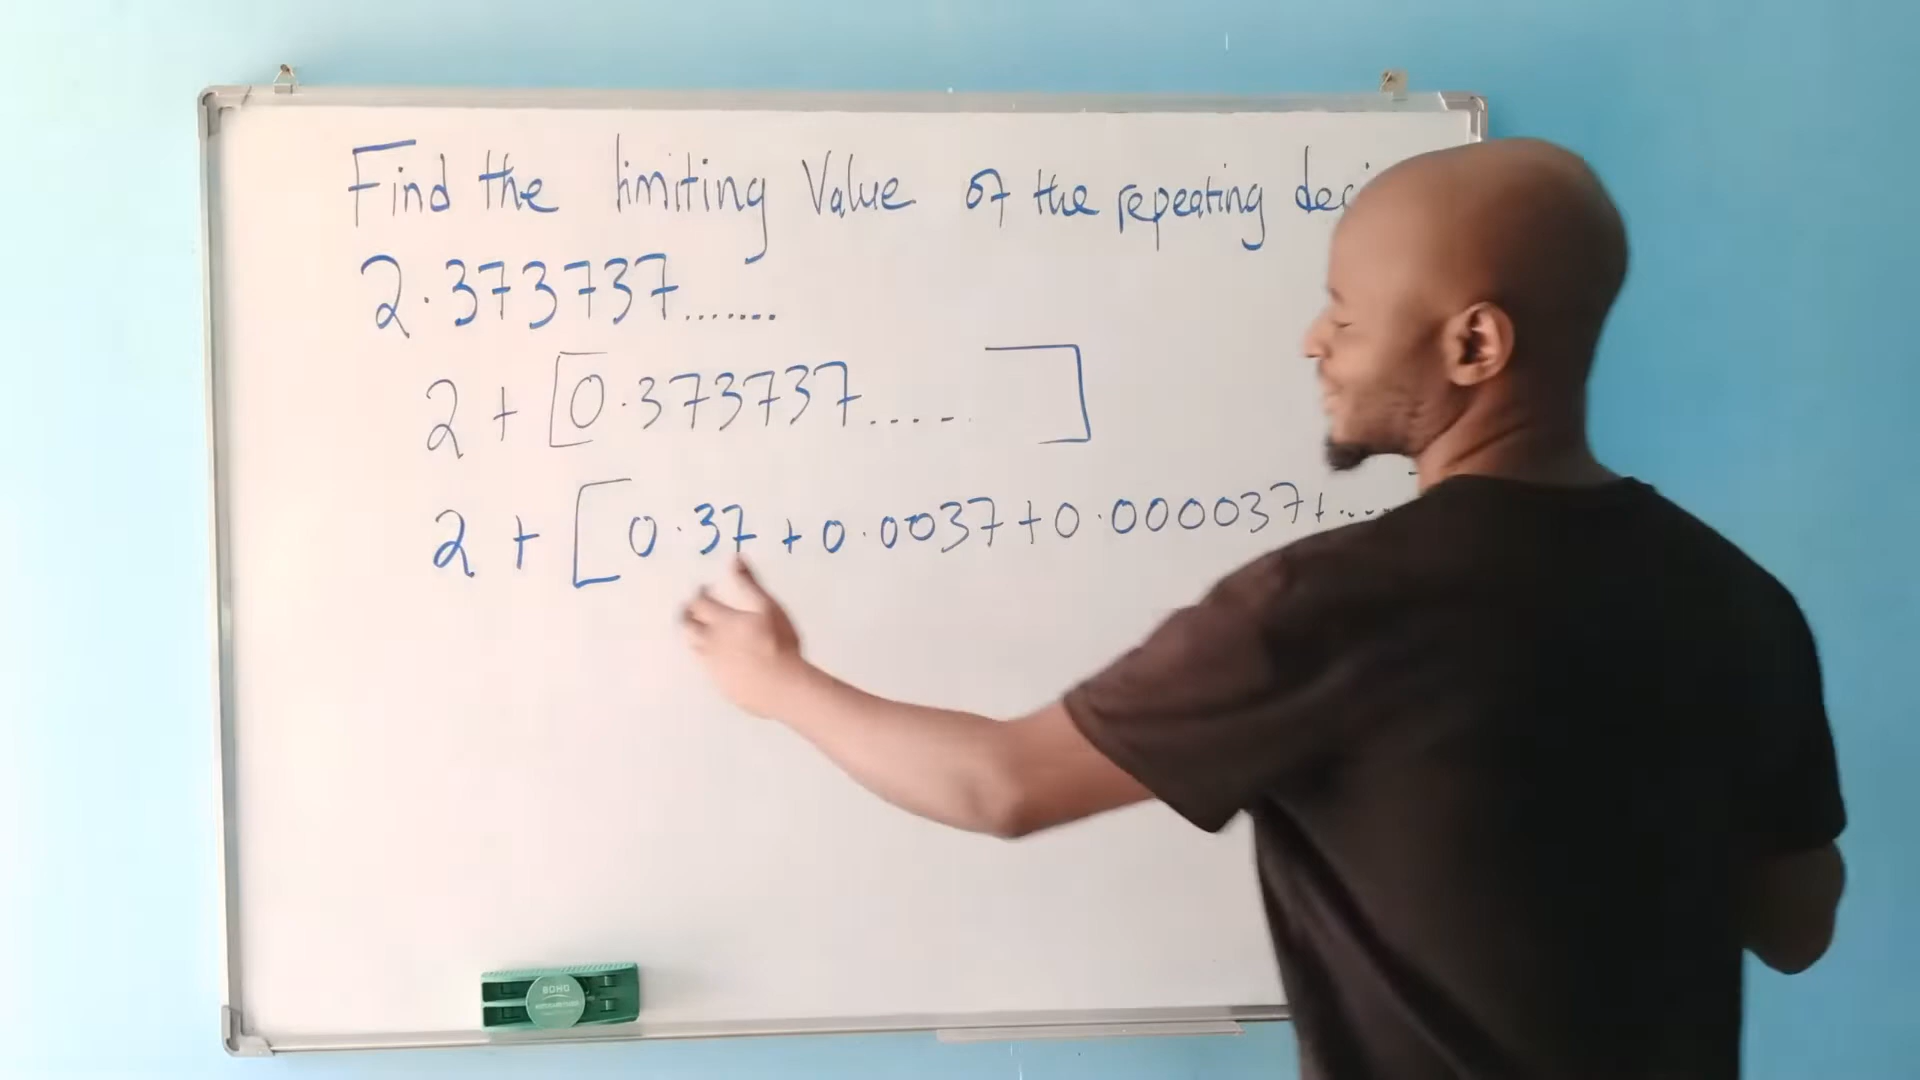 Find the limiting Value of the repeating
2.373737.......
2 + [0.373737...... ]
2 + [0.37 + 0.0037 + 0.000037 + .....
BOHO